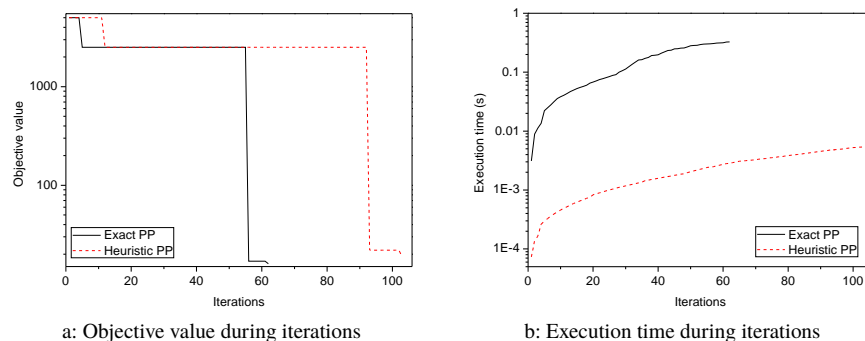 1000
100
Objective value
0
20
40
60
80
100
Iterations
Exact PP
Heuristic PP
a: Objective value during iterations
1
0.1
0.01
1E-3
1E-4
Execution time (s)
0
20
40
60
80
100
Iterations
Exact PP
Heuristic PP
b: Execution time during iterations